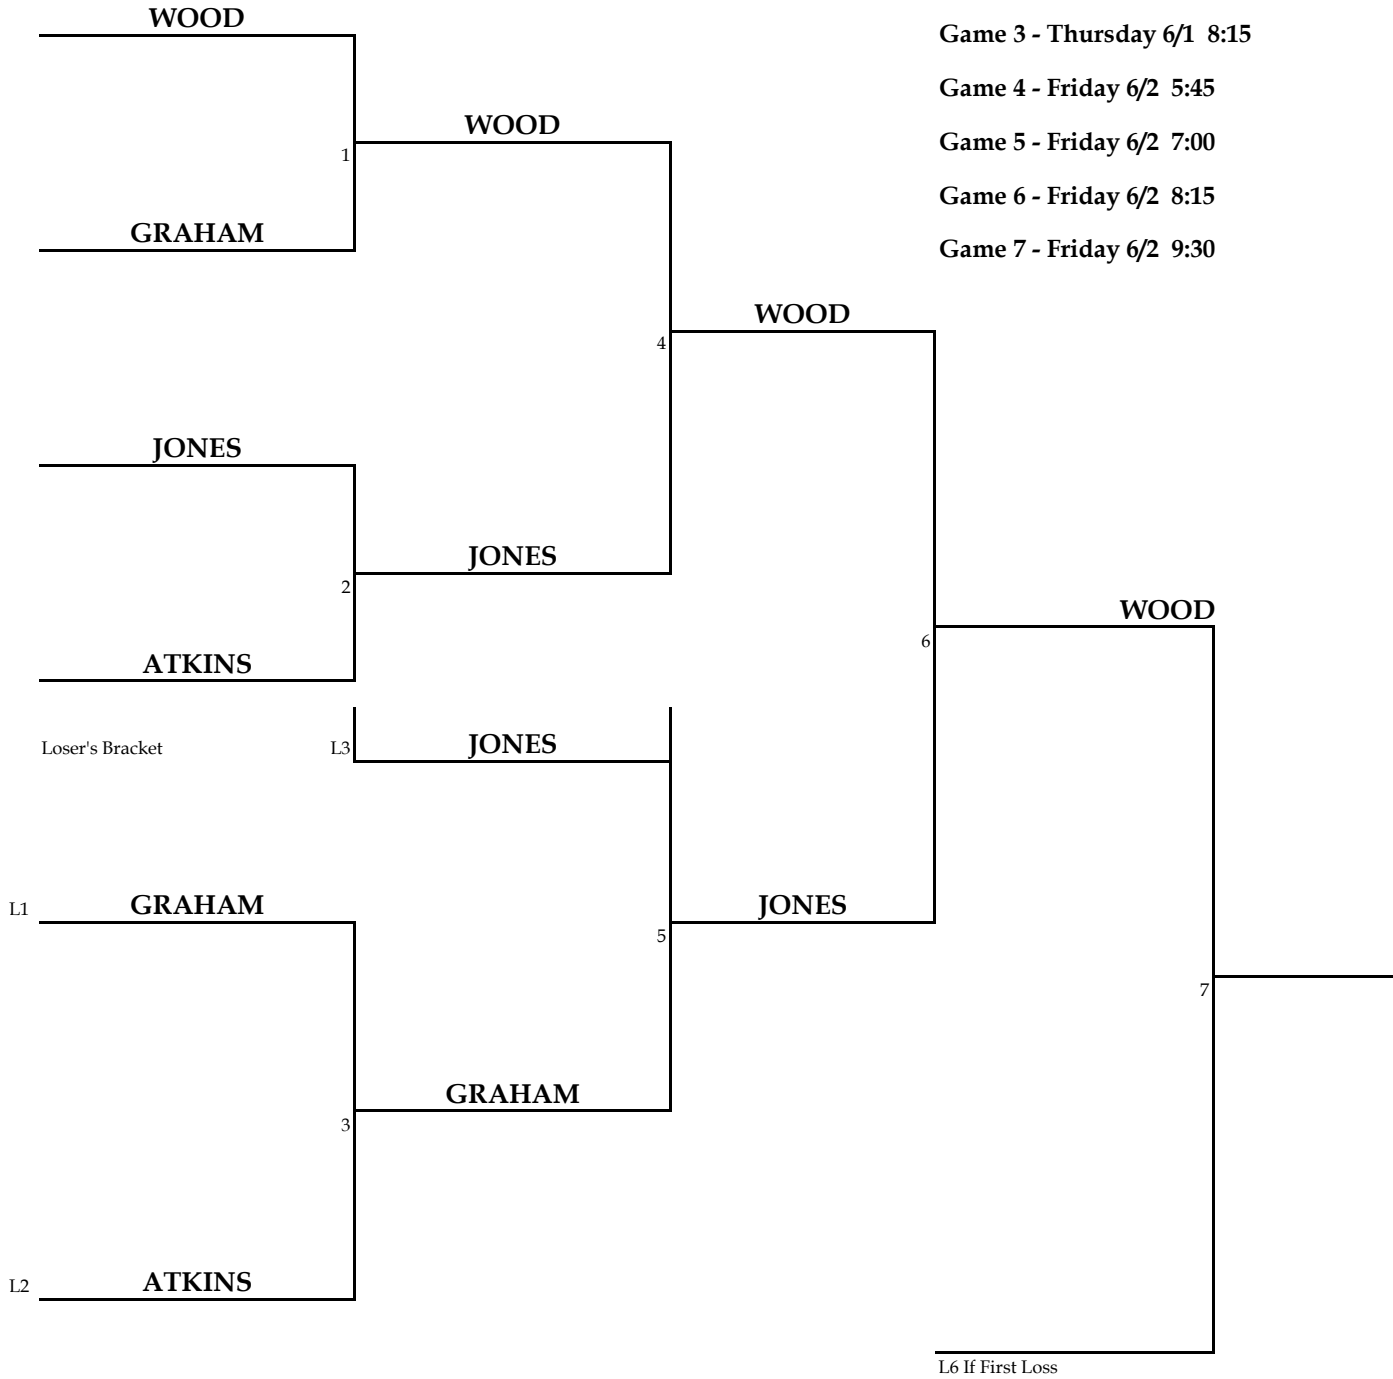 WOOD
Game 3 - Thursday 6/1 8:15
Game 4 - Friday 6/2 5:45
WOOD
Game 5 - Friday 6/2 7:00
1
Game 6 - Friday 6/2 8:15
GRAHAM
Game 7 - Friday 6/2 9:30
WOOD
4
JONES
JONES
2
WOOD
6
ATKINS
Loser's Bracket
L3
JONES
L1
GRAHAM
JONES
5
7
GRAHAM
3
L2
ATKINS
L6 If First Loss